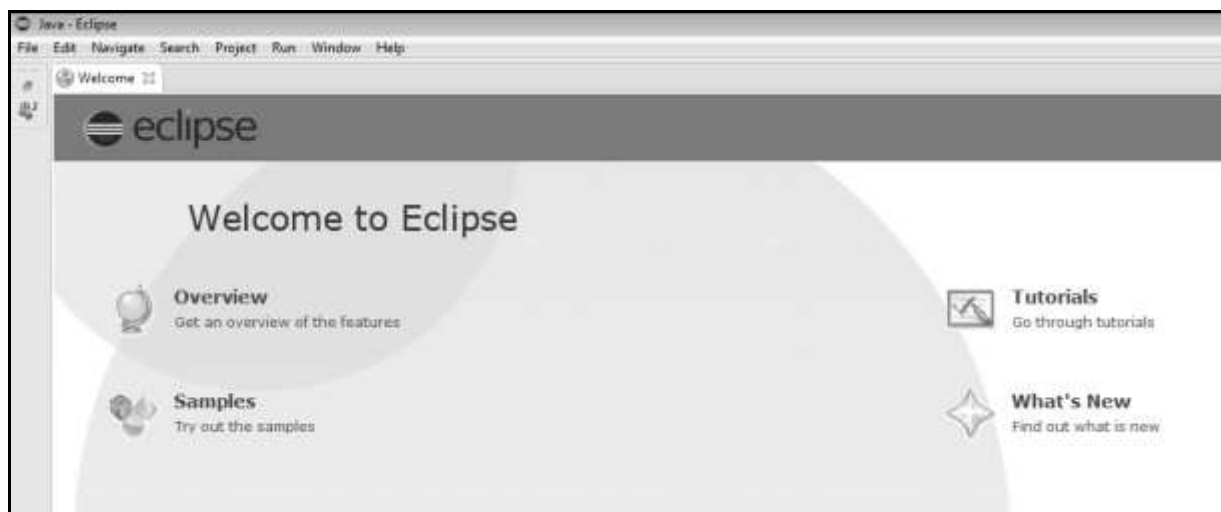 Java - Eclipse
File Edit Navigate Search Project Run Window Help
Welcome
eclipse
Welcome to Eclipse
Overview
Get an overview of the features
Tutorials
Go through tutorials
Samples
Try out the samples
What's New
Find out what is new